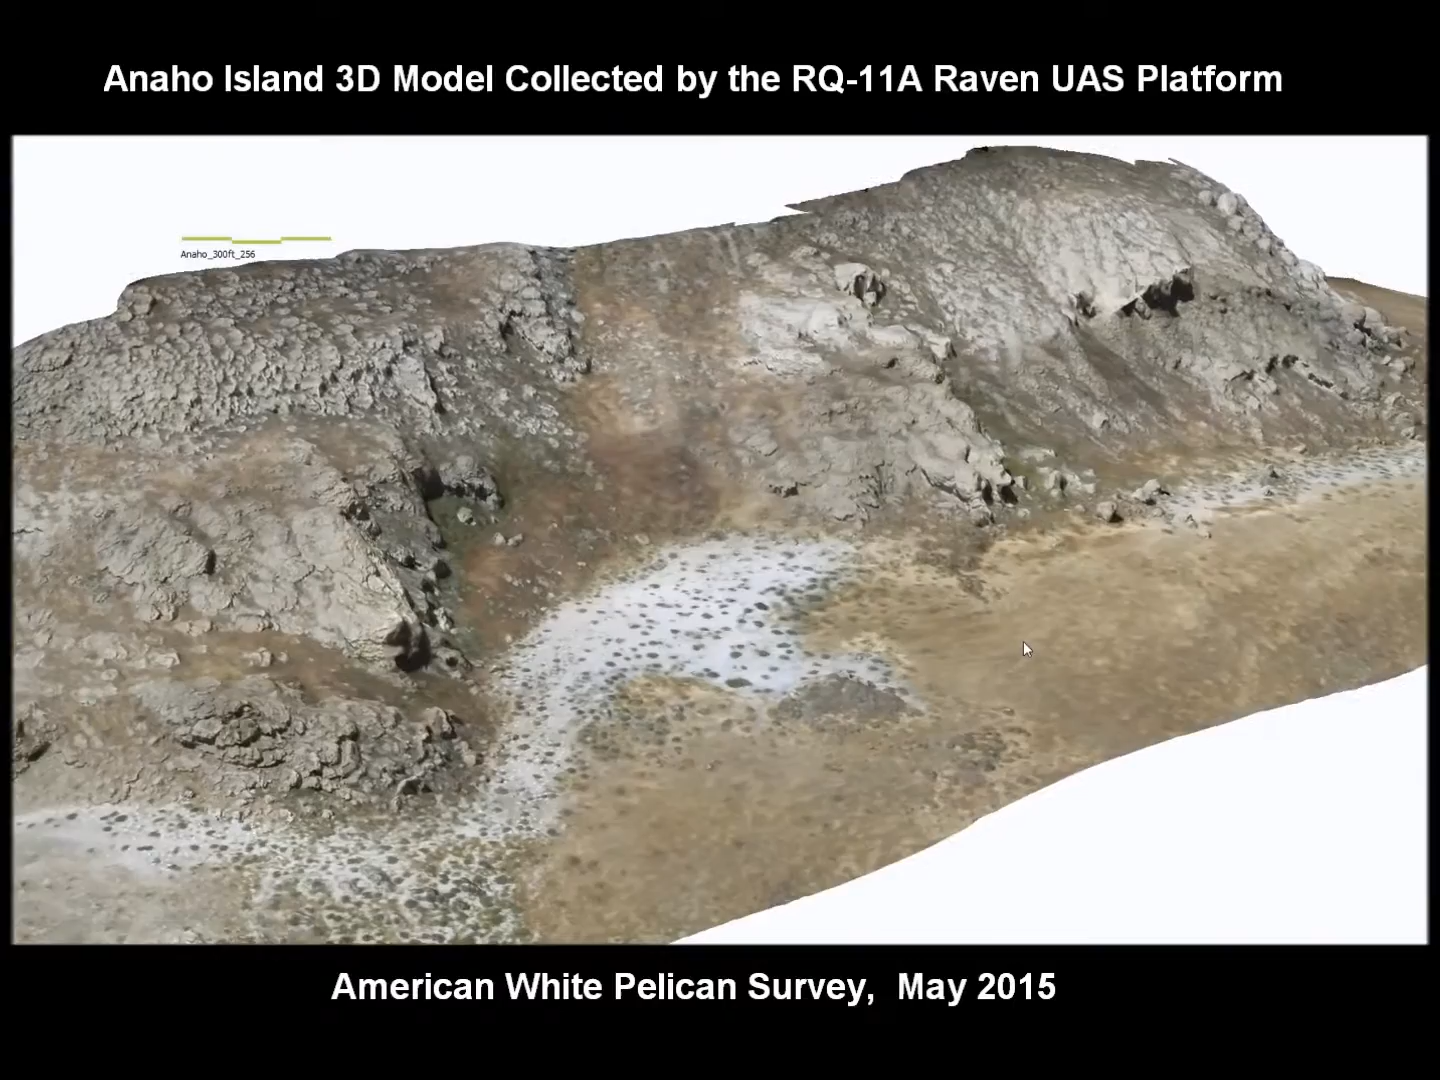 Anaho Island 3D Model Collected by the RQ-11A Raven UAS Platform
Anaho_300ft_256
American White Pelican Survey,  May 2015